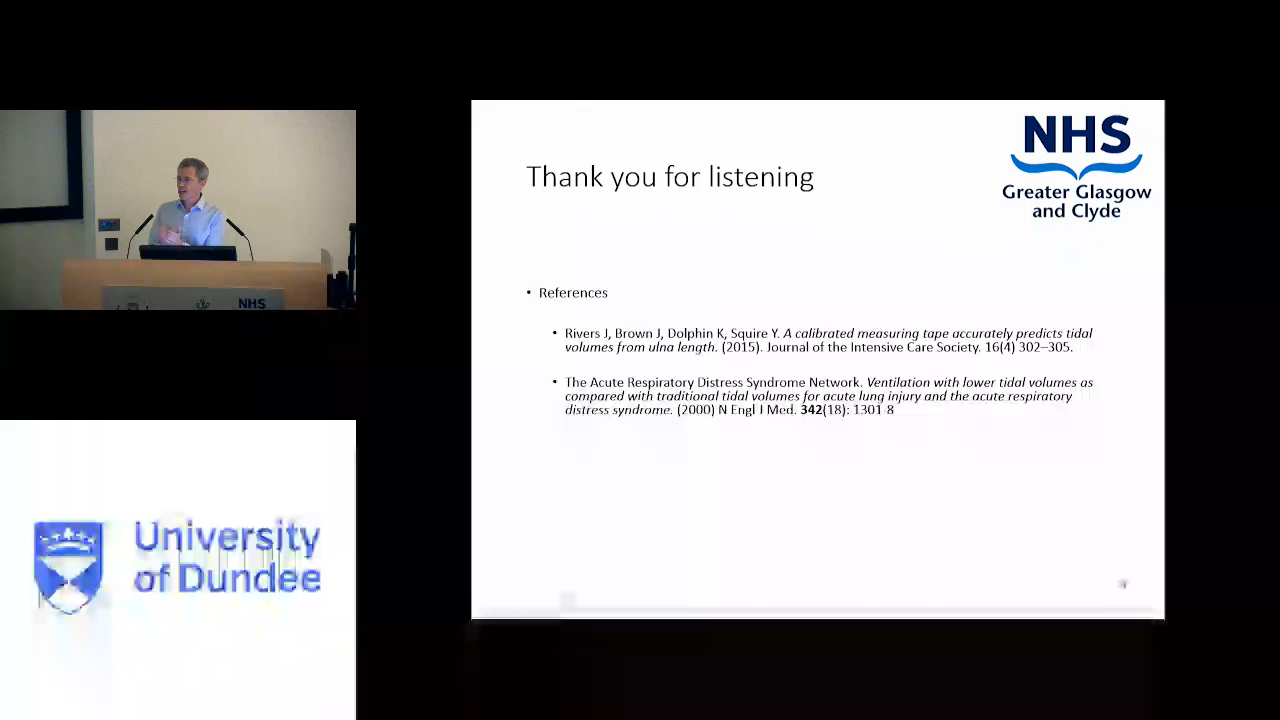 Thank you for listening
NHS
Greater Glasgow
and Clyde
• References
• Rivers J, Brown J, Dolphin K, Squire Y. A calibrated measuring tape accurately predicts tidal
volumes from ulna length. (2015). Journal of the Intensive Care Society. 16(4) 302–305.
• The Acute Respiratory Distress Syndrome Network. Ventilation with lower tidal volumes as
compared with traditional tidal volumes for acute lung injury and the acute respiratory
distress syndrome. (2000) N Engl J Med. 342(18): 1301-8
NHS
University
of Dundee